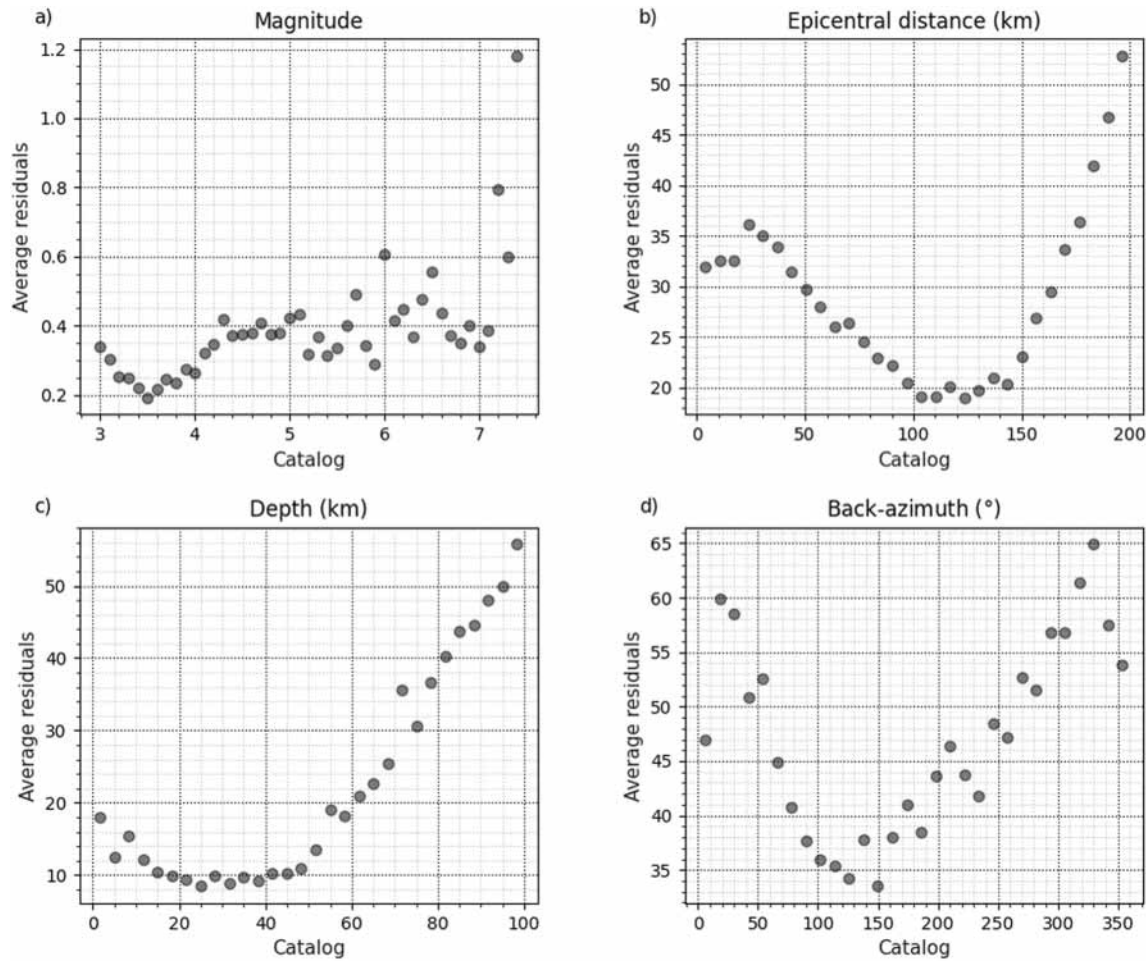 a)
Magnitude
Average residuals
1.2
1.0
0.8
0.6
0.4
0.2
3 4 5 6 7
Catalog
b)
Epicentral distance (km)
Average residuals
50
45
40
35
30
25
20
0 50 100 150 200
Catalog
c)
Depth (km)
Average residuals
50
40
30
20
10
0 20 40 60 80 100
Catalog
d)
Back-azimuth (°)
Average residuals
65
60
55
50
45
40
35
0 50 100 150 200 250 300 350
Catalog